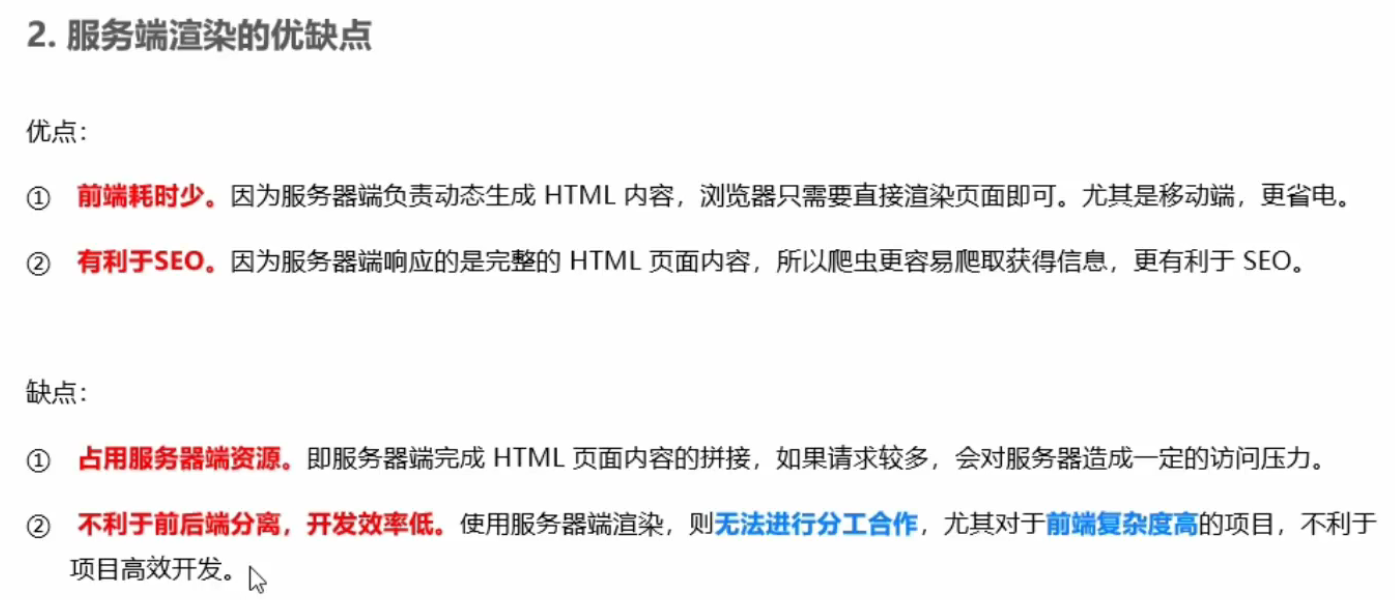 2. 服务端渲染的优缺点
优点：
① 前端耗时少。因为服务器端负责动态生成 HTML 内容，浏览器只需要直接渲染页面即可。尤其是移动端，更省电。
② 有利于SEO。因为服务器端响应的是完整的 HTML 页面内容，所以爬虫更容易爬取获得信息，更有利于 SEO。
缺点：
① 占用服务器端资源。即服务器端完成 HTML 页面内容的拼接，如果请求较多，会对服务器造成一定的访问压力。
② 不利于前后端分离，开发效率低。使用服务器端渲染，则无法进行分工合作，尤其对于前端复杂度高的项目，不利于
项目高效开发。